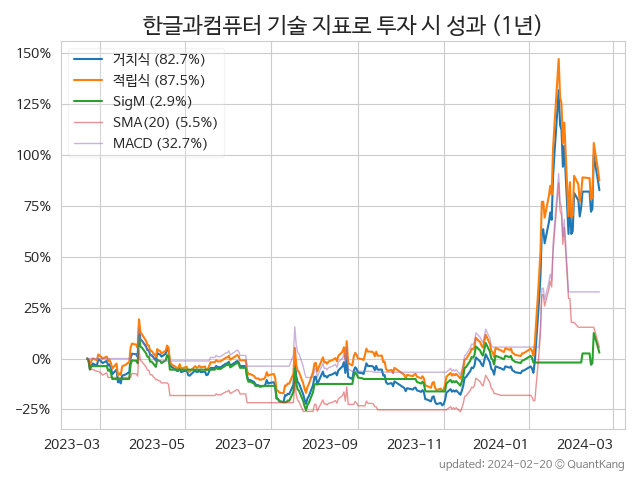 한글과컴퓨터 기술 지표로 투자 시 성과 (1년)
150%
125%
100%
75%
50%
25%
0%
−25%
거치식 (82.7%)
적립식 (87.5%)
SigM (2.9%)
SMA(20) (5.5%)
MACD (32.7%)
2023-03 2023-05 2023-07 2023-09 2023-11 2024-01 2024-03
updated: 2024-02-20 © QuantKang